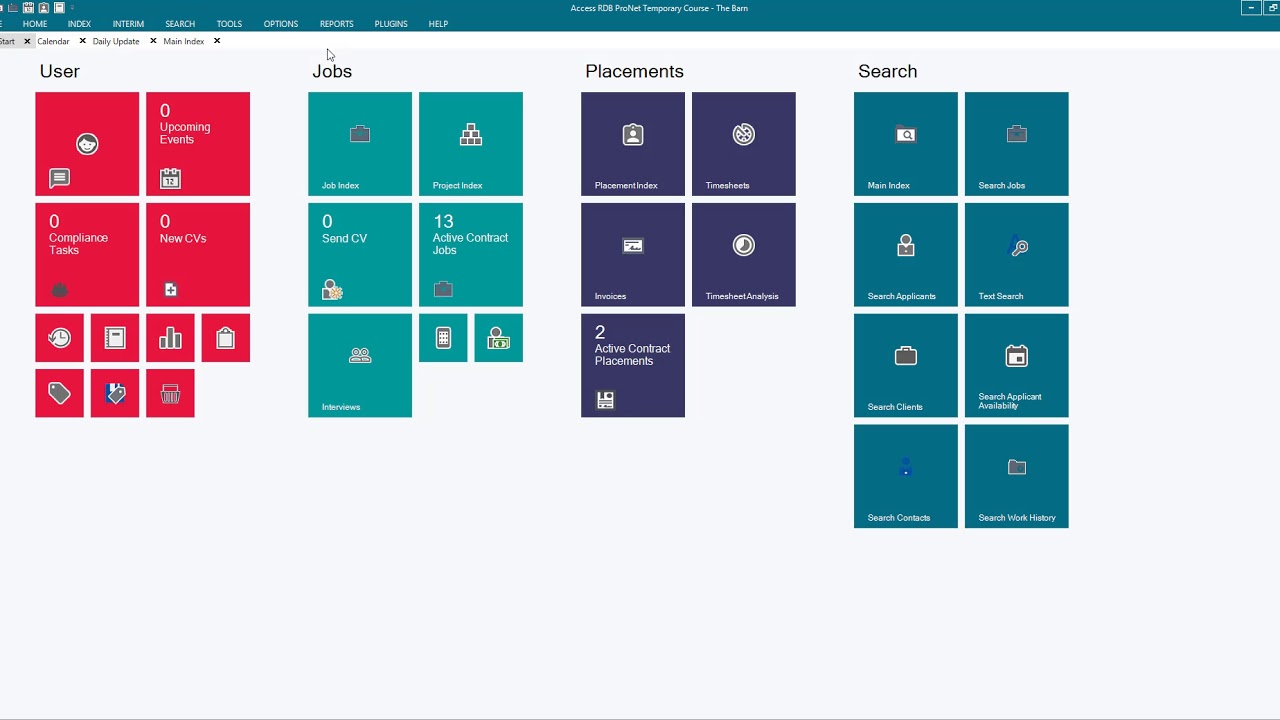 Access RDB ProNet Temporary Course - The Barn
HOME INDEX INTERIM SEARCH TOOLS OPTIONS REPORTS PLUGINS HELP
Start Calendar Daily Update Main Index
User
0
Upcoming
Events
12
0
Compliance
Tasks
0
New CVs
Jobs
Job Index
Project Index
0
Send CV
13
Active Contract
Jobs
Interviews
Placements
Placement Index
Timesheets
Invoices
Timesheet Analysis
2
Active Contract
Placements
Search
Main Index
Search Jobs
Search Applicants
Text Search
Search Clients
Search Applicant
Availability
Search Contacts
Search Work History